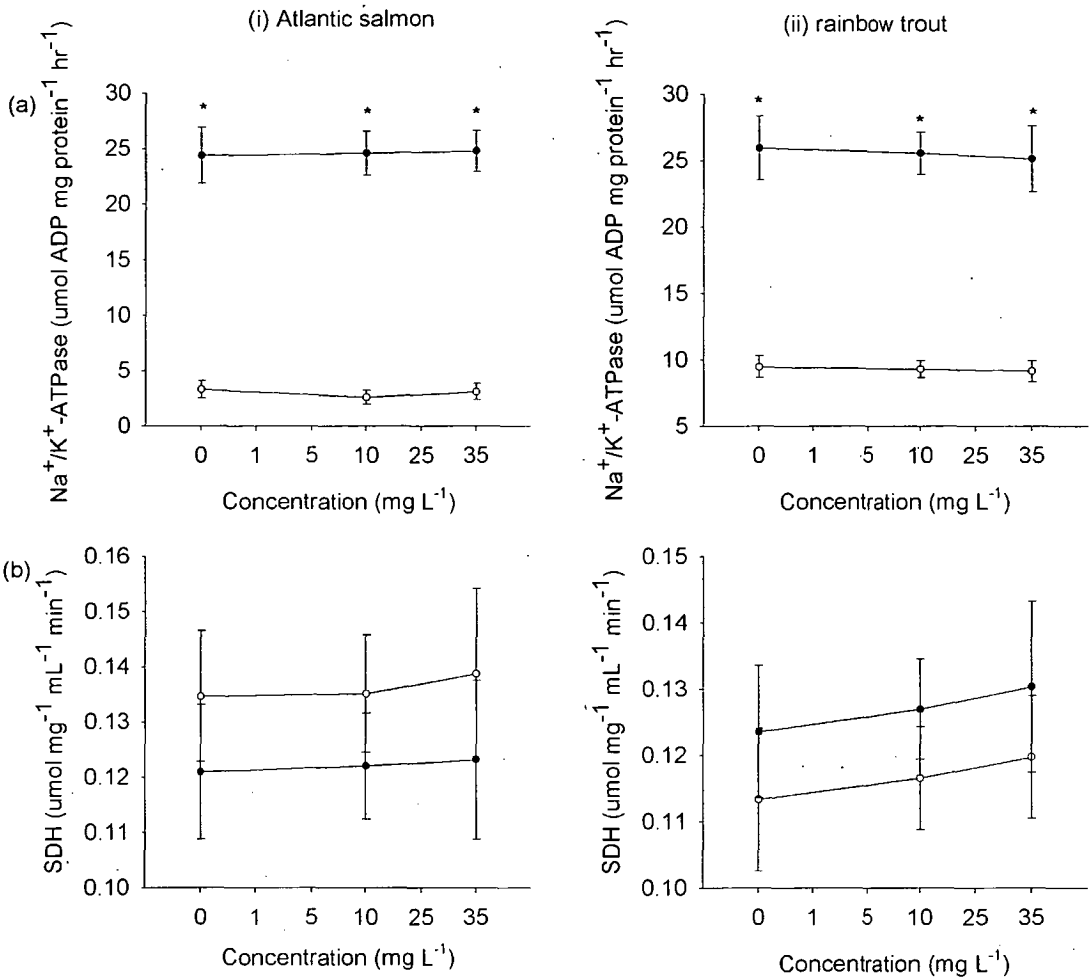 (i) Atlantic salmon
(ii) rainbow trout
(a)
Na⁺/K⁺-ATPase (umol ADP mg protein⁻¹ hr⁻¹)
30
25
20
15
10
5
0
* * *
0 1 5 10 25 35
Concentration (mg L⁻¹)
Na⁺/K⁺-ATPase (umol ADP mg protein⁻¹ hr⁻¹)
30
25
20
15
10
5
* * *
0 1 5 10 25 35
Concentration (mg L⁻¹)
(b)
SDH (umol mg⁻¹ mL⁻¹ min⁻¹)
0.16
0.15
0.14
0.13
0.12
0.11
0.10
0 1 5 10 25 35
Concentration (mg L⁻¹)
SDH (umol mg⁻¹ mL⁻¹ min⁻¹)
0.15
0.14
0.13
0.12
0.11
0.10
0 1 5 10 25 35
Concentration (mg L⁻¹)